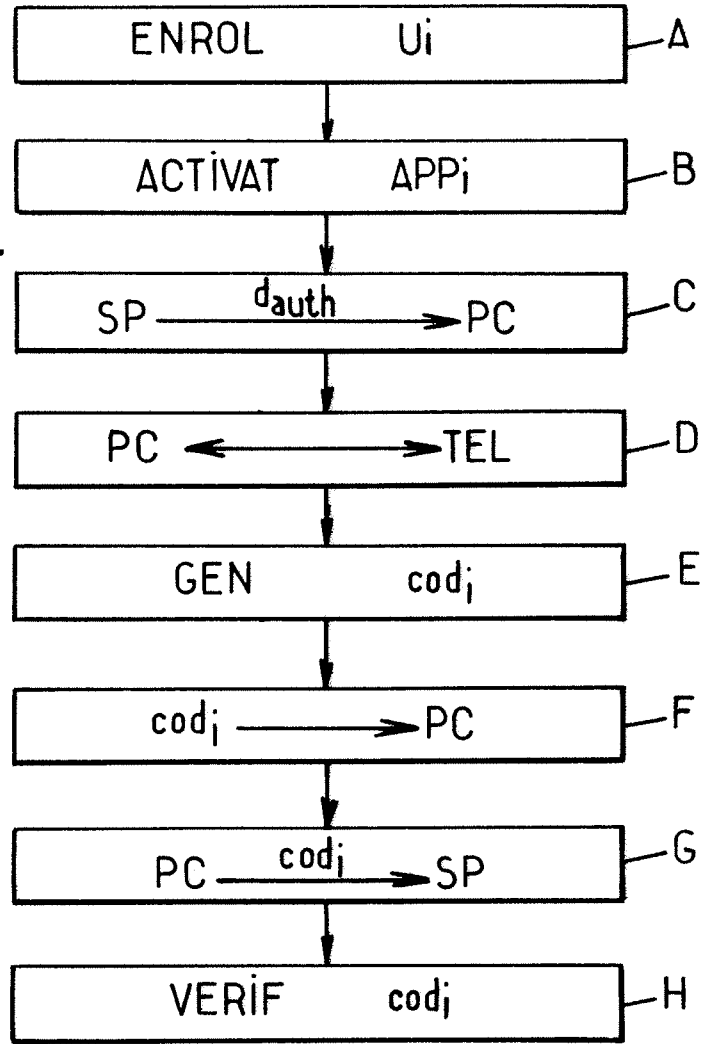 ENROL Ui A
ACTİVAT APPi B
SP dauth PC C
PC TEL D
GEN codi E
codi PC F
PC codi SP G
VERİF codi H